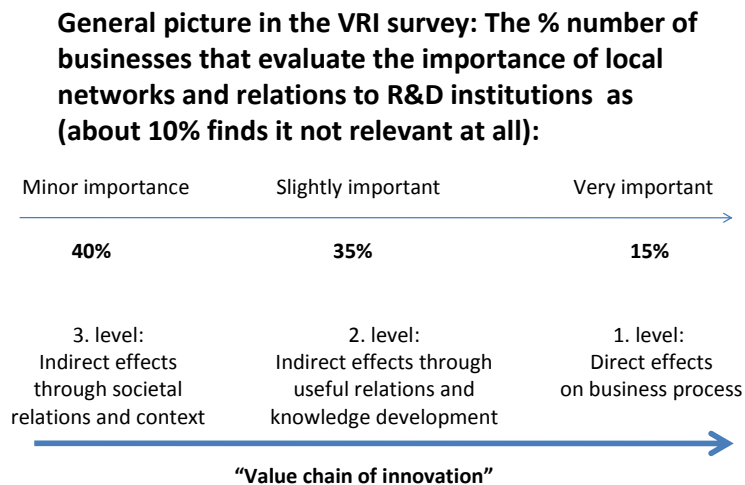 General picture in the VRI survey: The % number of
businesses that evaluate the importance of local
networks and relations to R&D institutions as
(about 10% finds it not relevant at all):
Minor importance Slightly important Very important
40% 35% 15%
3. level:
Indirect effects
through societal
relations and context
2. level:
Indirect effects through
useful relations and
knowledge development
1. level:
Direct effects
on business process
“Value chain of innovation”